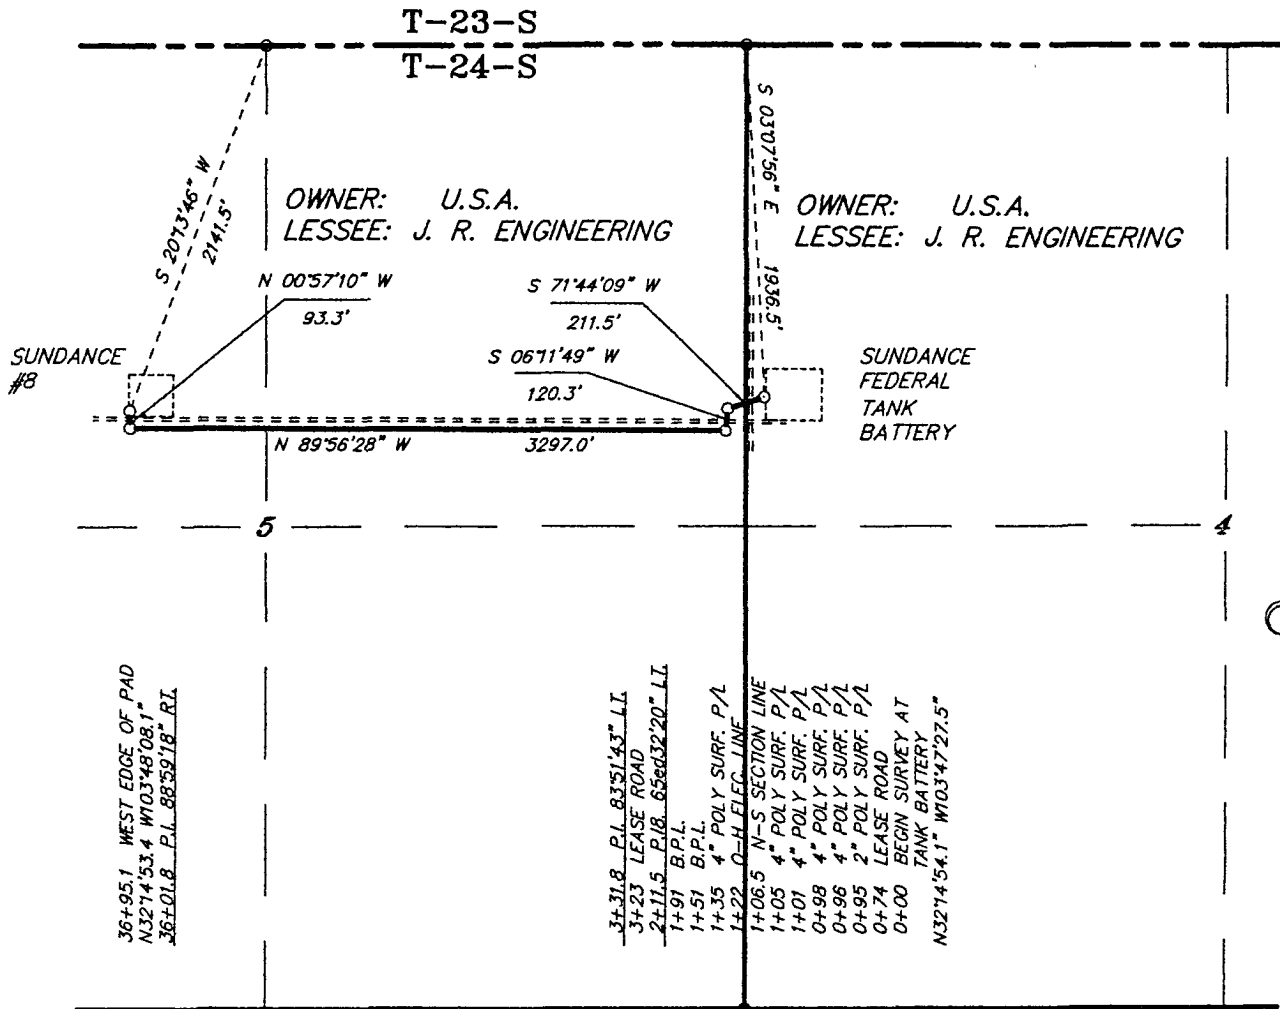 T-23-S
T-24-S
S 20°13'46" W
2141.5'
OWNER: U.S.A.
LESSEE: J. R. ENGINEERING
S 03°07'56" E 1936.5'
OWNER: U.S.A.
LESSEE: J. R. ENGINEERING
N 00°57'10" W
93.3'
S 71°44'09" W
211.5'
S 06°11'49" W
120.3'
SUNDANCE
#8
SUNDANCE
FEDERAL
TANK
BATTERY
N 89°56'28" W 3297.0'
5
4
36+95.1 WEST EDGE OF PAD
N32°14'53.4 W103°48'08.1"
36+01.8 P.I. 88°59'18" RT.
3+31.8 P.I. 83°51'43" LT.
3+23 LEASE ROAD
2+11.5 P.I8. 65ed32'20" LT.
1+91 B.P.L.
1+51 B.P.L.
1+35 4" POLY SURF. P/L
1+22 O-H ELEC. LINE
1+06.5 N-S SECTION LINE
1+05 4" POLY SURF. P/L
1+01 4" POLY SURF. P/L
0+98 4" POLY SURF. P/L
0+96 4" POLY SURF. P/L
0+95 2" POLY SURF. P/L
0+74 LEASE ROAD
0+00 BEGIN SURVEY AT
TANK BATTERY
N32°14'54.1" W103°47'27.5"